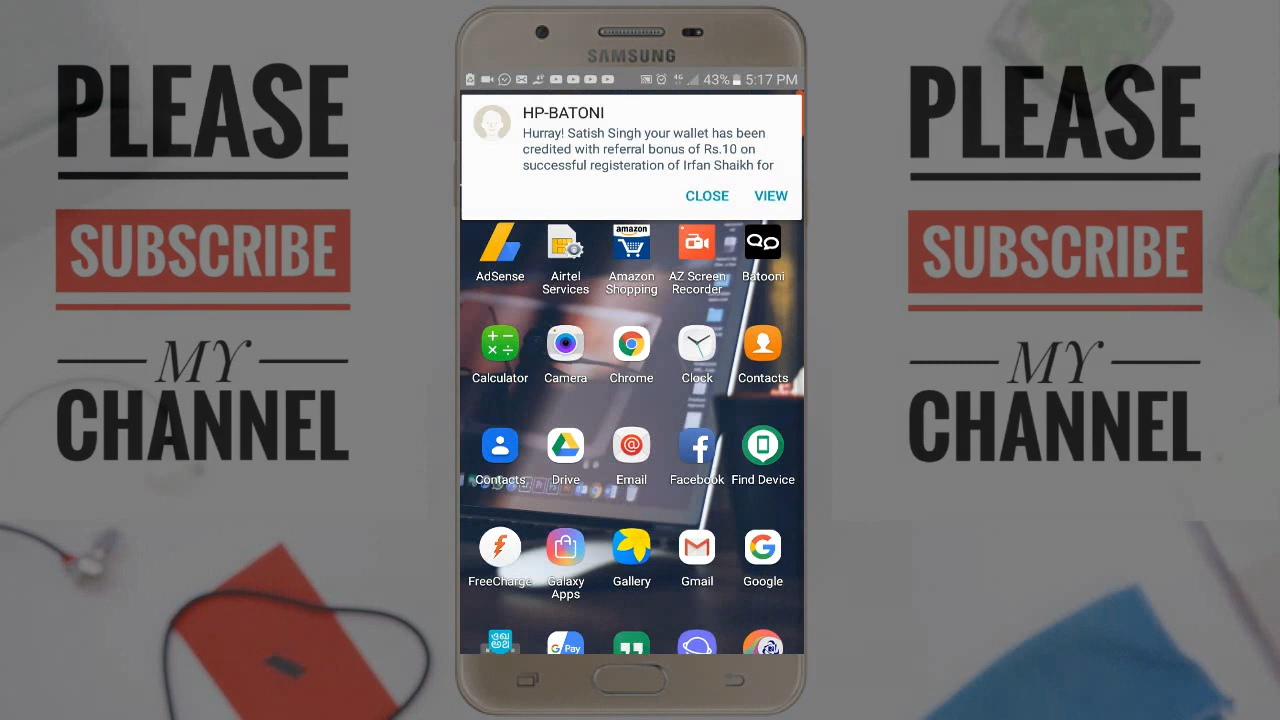 PLEASE
SUBSCRIBE
MY
CHANNEL
SAMSUNG
4G 43% 5:17 PM
HP-BATONI
Hurray! Satish Singh your wallet has been
credited with referral bonus of Rs.10 on
successful registeration of Irfan Shaikh for
CLOSE VIEW
amazon
AdSense Airtel Services Amazon Shopping AZ Screen Recorder Batooni
Calculator Camera Chrome Clock Contacts
Contacts Drive Email Facebook Find Device
FreeCharge Galaxy Apps Gallery Gmail Google
G Pay
PLEASE
SUBSCRIBE
MY
CHANNEL